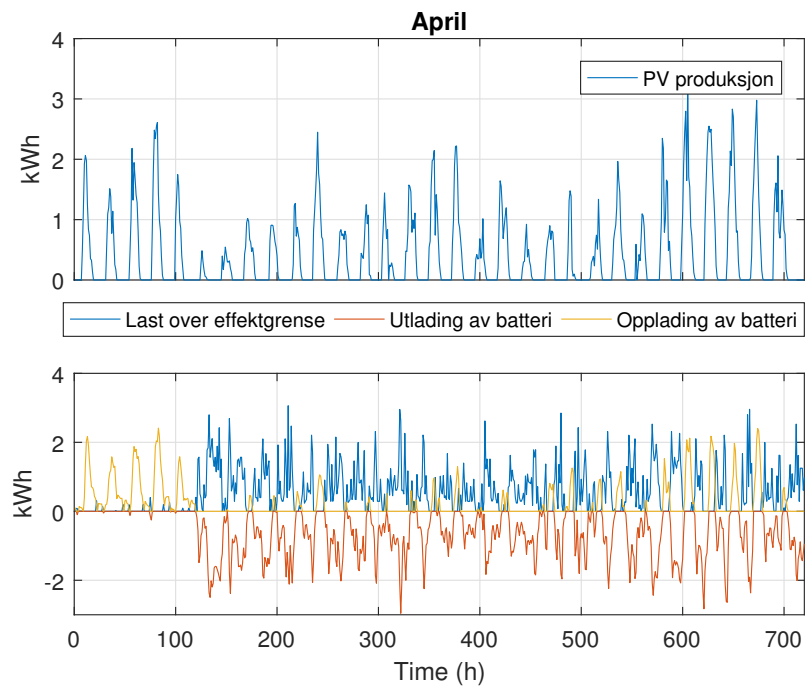 April
4
3
2
1
0
kWh
PV produksjon
Last over effektgrense Utlading av batteri Opplading av batteri
4
2
0
-2
kWh
0 100 200 300 400 500 600 700
Time (h)